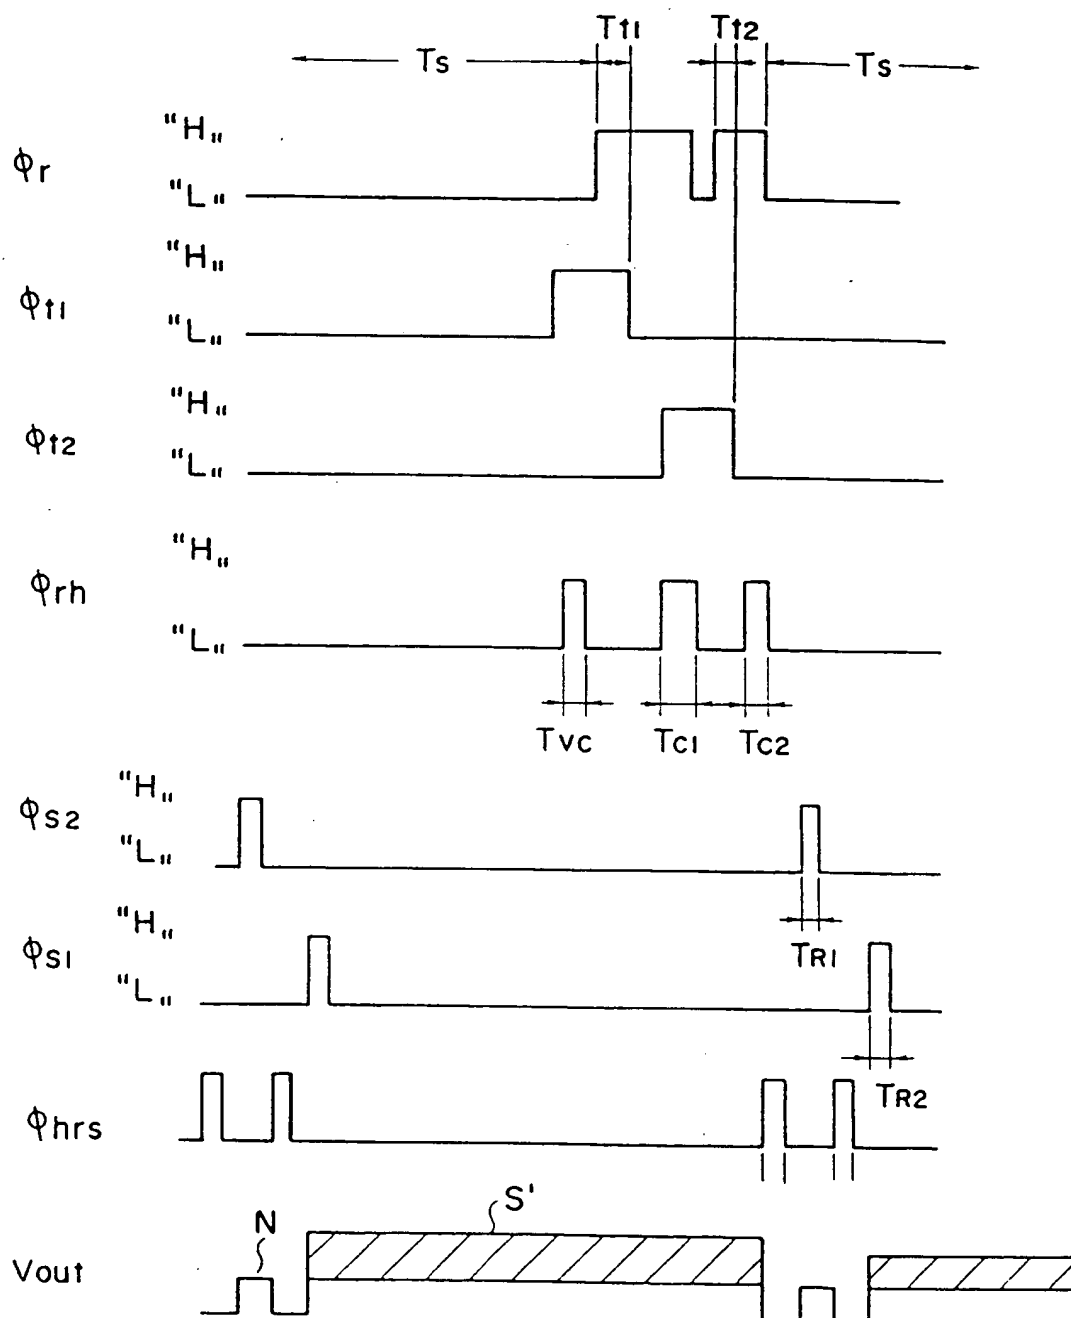 Tt1 Tt2
Ts Ts
"H„
φr
"L„
"H„
φt1
"L„
"H„
φt2
"L„
"H„
φrh
"L„
Tvc Tc1 Tc2
"H„
φS2
"L„
TR1
"H„
φS1
"L„
TR2
φhrs
S'
N
Vout